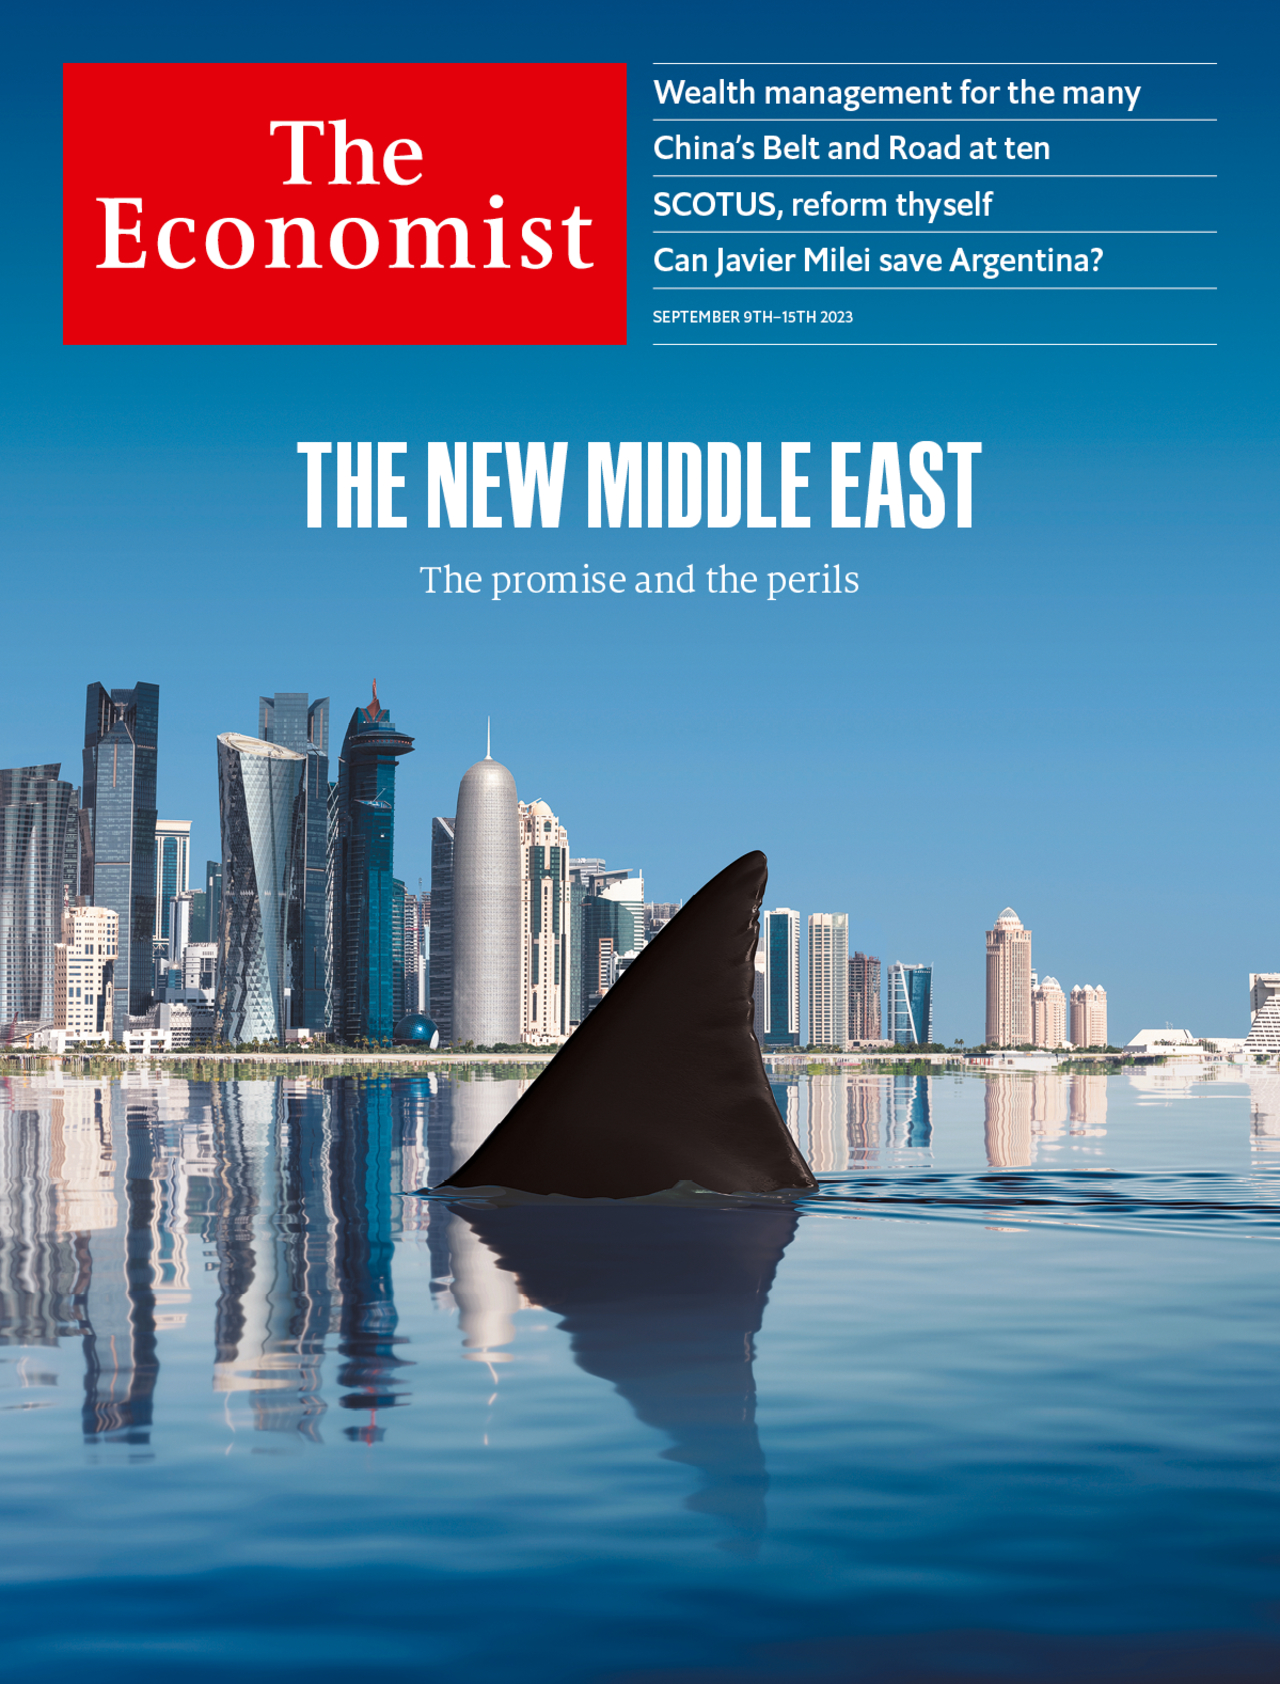 The
Economist
Wealth management for the many
China’s Belt and Road at ten
SCOTUS, reform thyself
Can Javier Milei save Argentina?
SEPTEMBER 9TH–15TH 2023
THE NEW MIDDLE EAST
The promise and the perils